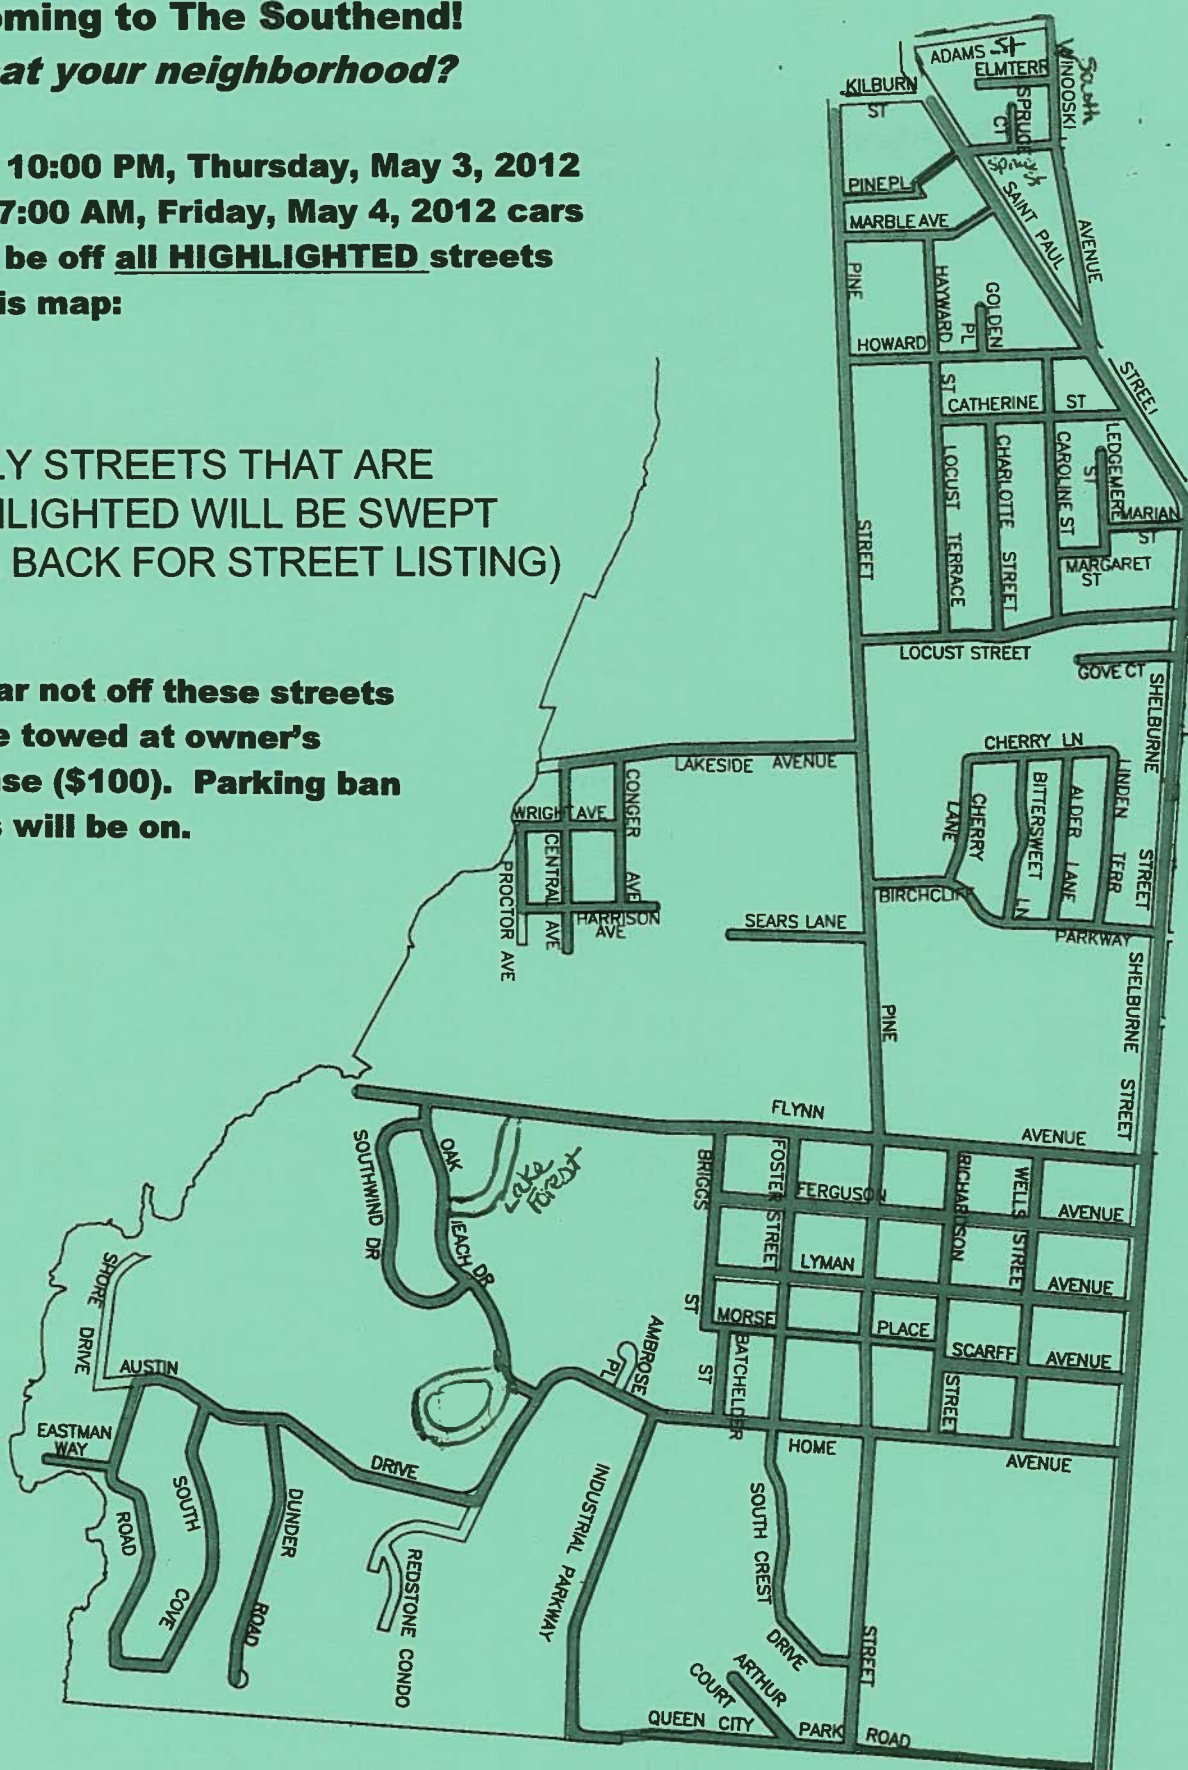 oming to The Southend!
at your neighborhood?
10:00 PM, Thursday, May 3, 2012
7:00 AM, Friday, May 4, 2012 cars
be off all HIGHLIGHTED streets
is map:
LY STREETS THAT ARE
HLIGHTED WILL BE SWEPT
BACK FOR STREET LISTING)
ar not off these streets
e towed at owner's
nse ($100). Parking ban
s will be on.
ADAMS St
ELMTERR
WINOOSKI
South
KILBURN
ST
SPRUCE
CT
Spruce
PINE PL
SAINT PAUL
MARBLE AVE
AVENUE
PINE
HAYWARD
GOLDEN
PL
HOWARD
STREET
ST
CATHERINE ST
LEDGEMERE
ST
LOCUST TERRACE
CHARLOTTE STREET
CAROLINE ST
MARIAN
ST
STREET
MARGARET
ST
LOCUST STREET
GOVE CT
SHELBURNE
CHERRY LN
LAKESIDE AVENUE
CONGER AVE
WRIGHT AVE
CENTRAL AVE
PROCTOR AVE
HARRISON
AVE
CHERRY
LANE
BITTERSWEET LN
ALDER LANE
LINDEN TERR
STREET
BIRCHCLIFF
PARKWAY
SEARS LANE
SHELBURNE
PINE
STREET
FLYNN
AVENUE
OAK
SOUTHWIND DR
Lake
Forest
BRIGGS
FOSTER STREET
FERGUSON
RICHARDSON
WELLS STREET
AVENUE
BEACH DR
LYMAN
AVENUE
SHORE DRIVE
ST
MORSE
PLACE
SCARFF
AVENUE
AMBROSE
PL
ST
BATCHELDER
STREET
AUSTIN
EASTMAN
WAY
HOME
AVENUE
DRIVE
ROAD
SOUTH
COVE
DUNDER
ROAD
REDSTONE CONDO
INDUSTRIAL PARKWAY
SOUTH CREST
DRIVE
STREET
ARTHUR
COURT
QUEEN CITY
PARK
ROAD